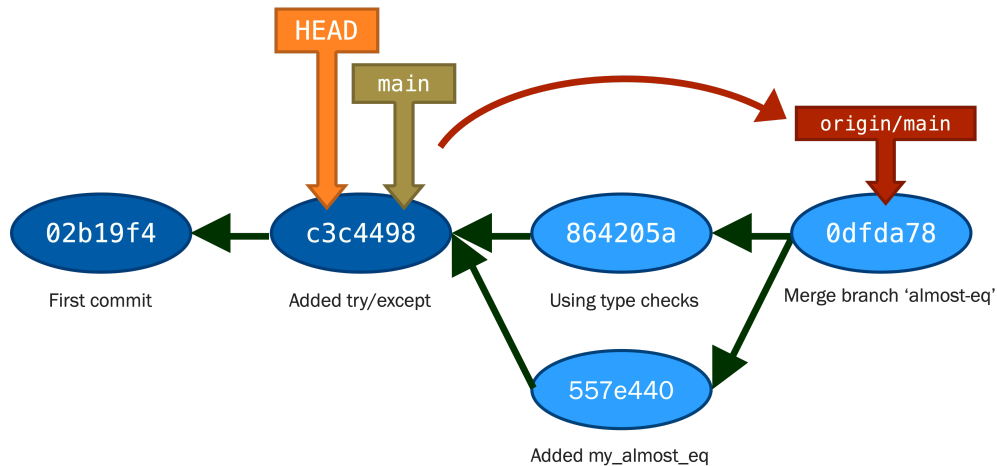 HEAD
main
origin/main
02b19f4
c3c4498
864205a
0dfda78
First commit
Added try/except
Using type checks
Merge branch ‘almost-eq’
557e440
Added my_almost_eq